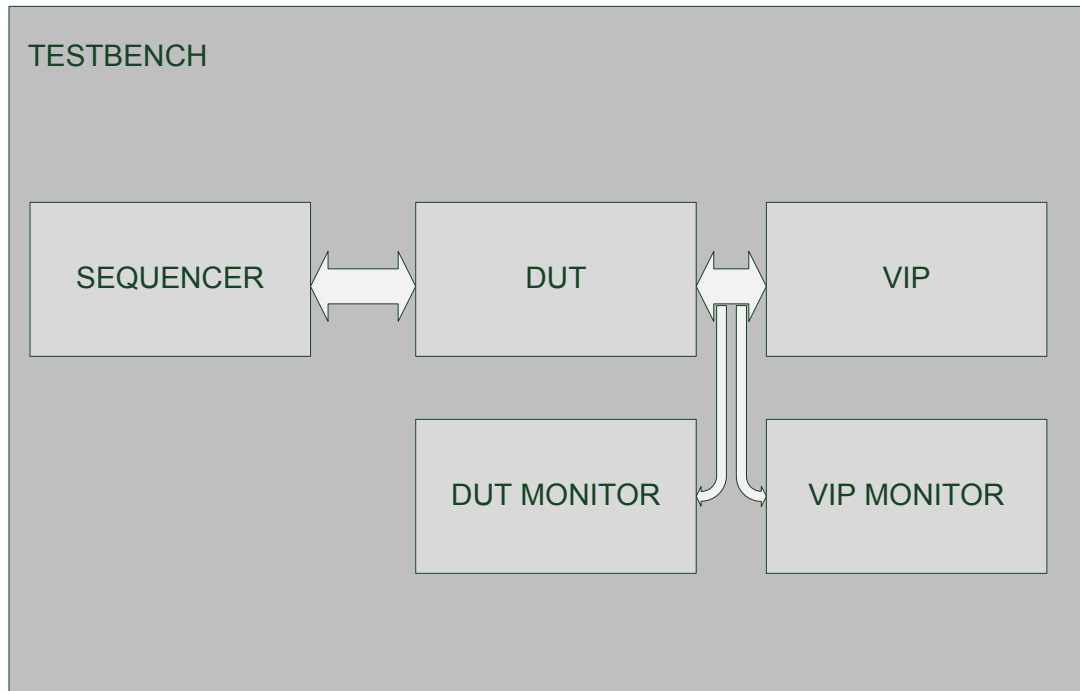 TESTBENCH
SEQUENCER
DUT
VIP
DUT MONITOR
VIP MONITOR